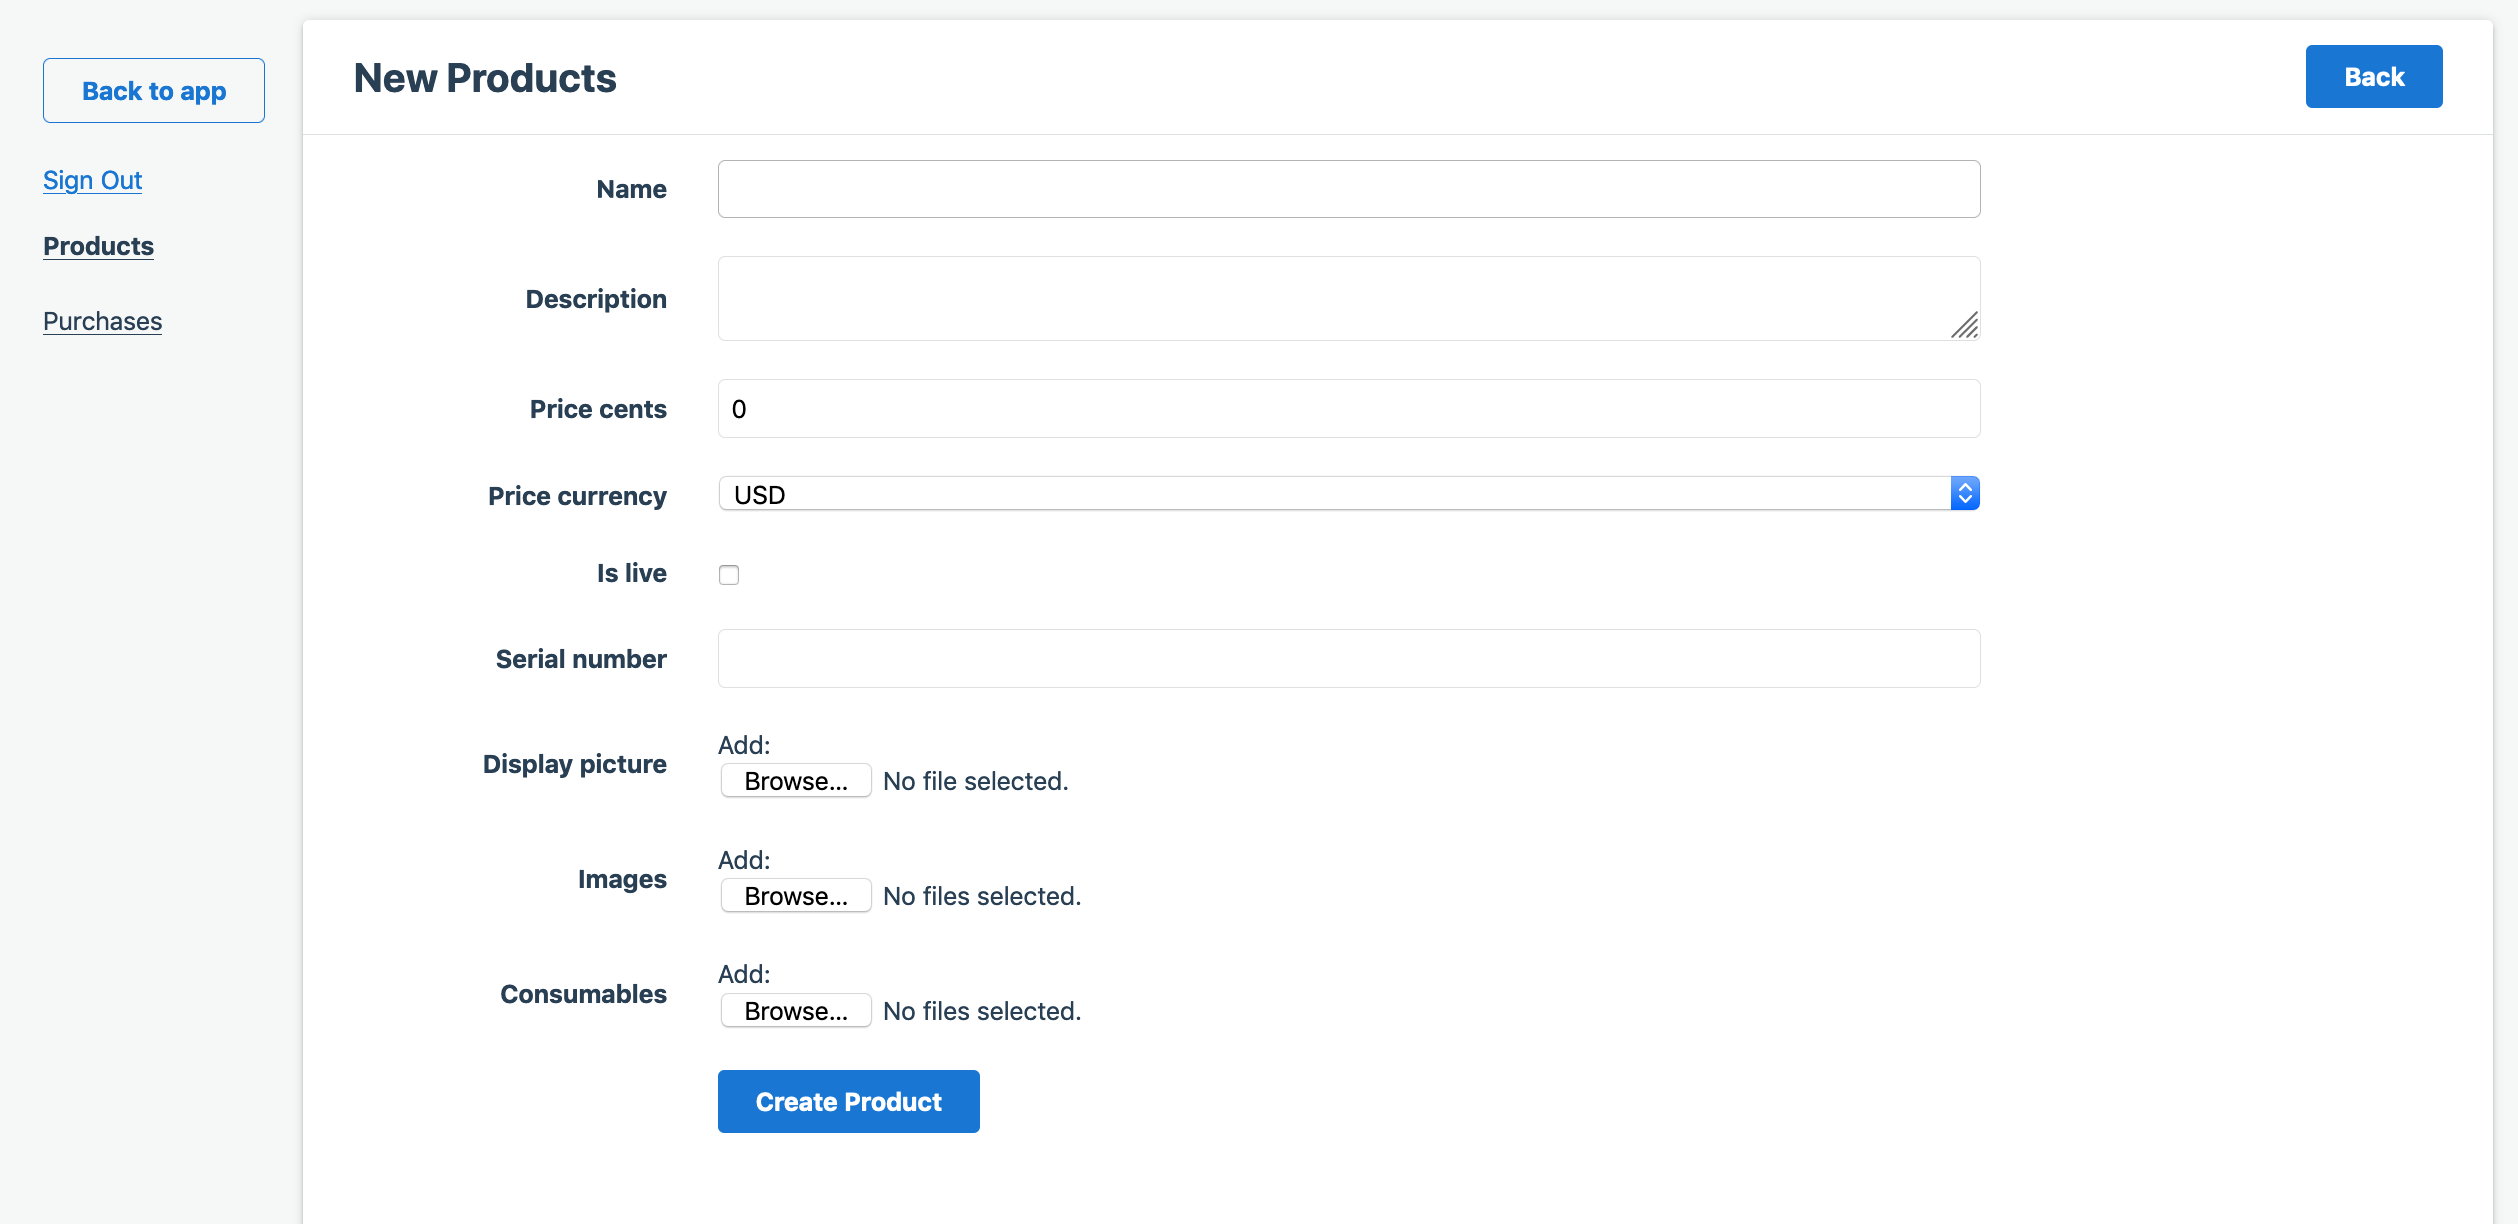 Back to app
Sign Out
Products
Purchases
New Products
Back
Name
Description
Price cents
0
Price currency
USD
Is live
Serial number
Display picture
Add:
Browse... No file selected.
Images
Add:
Browse... No files selected.
Consumables
Add:
Browse... No files selected.
Create Product